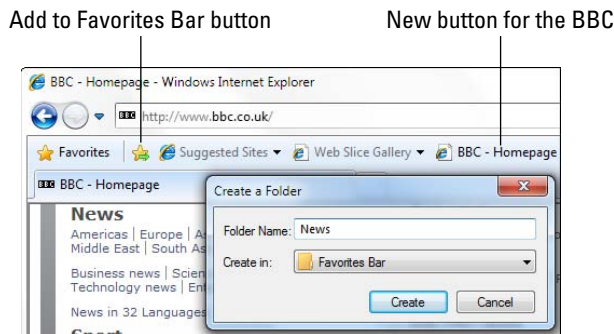 Add to Favorites Bar button New button for the BBC
BBC - Homepage - Windows Internet Explorer
BBC http://www.bbc.co.uk/
Favorites Suggested Sites Web Slice Gallery BBC - Homepage
BBC BBC - Homepage
Create a Folder
News
Americas | Europe | A
Middle East | South As
Folder Name: News
Create in: Favorites Bar
Business news | Scien
Technology news | Ent
Create Cancel
News in 32 Languages
Sport